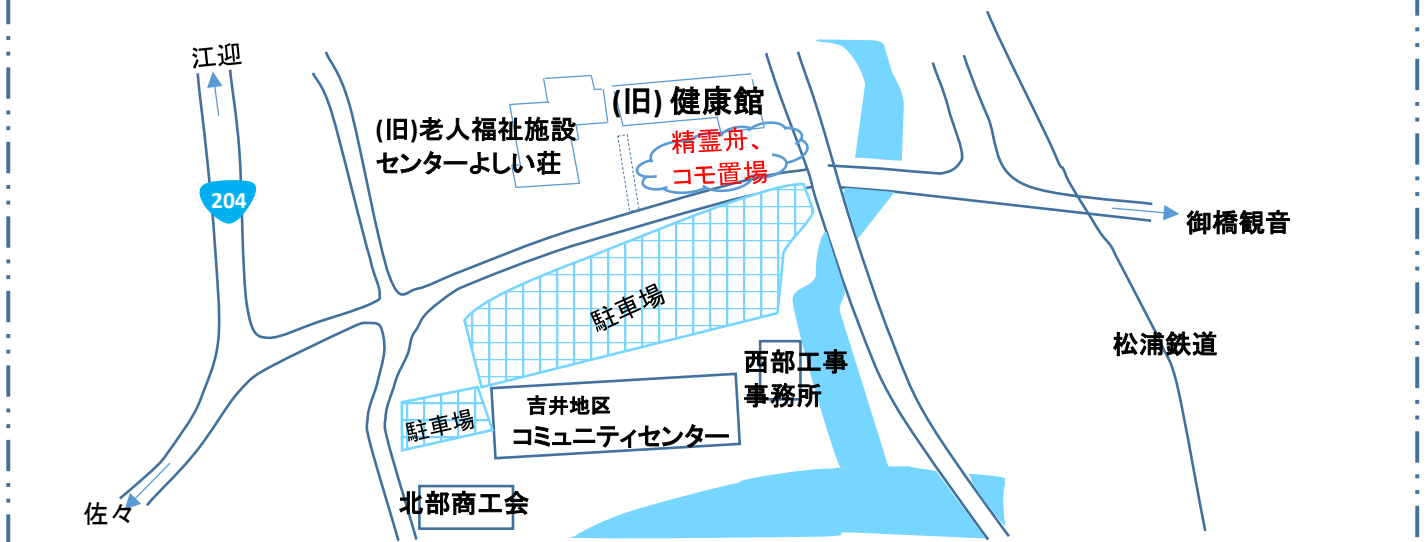 江迎
(旧) 健康館
(旧)老人福祉施設
センターよしい荘
精霊舟、
コモ置場
204
御橋観音
駐車場
松浦鉄道
西部工事
事務所
吉井地区
コミュニティセンター
駐車場
北部商工会
佐々